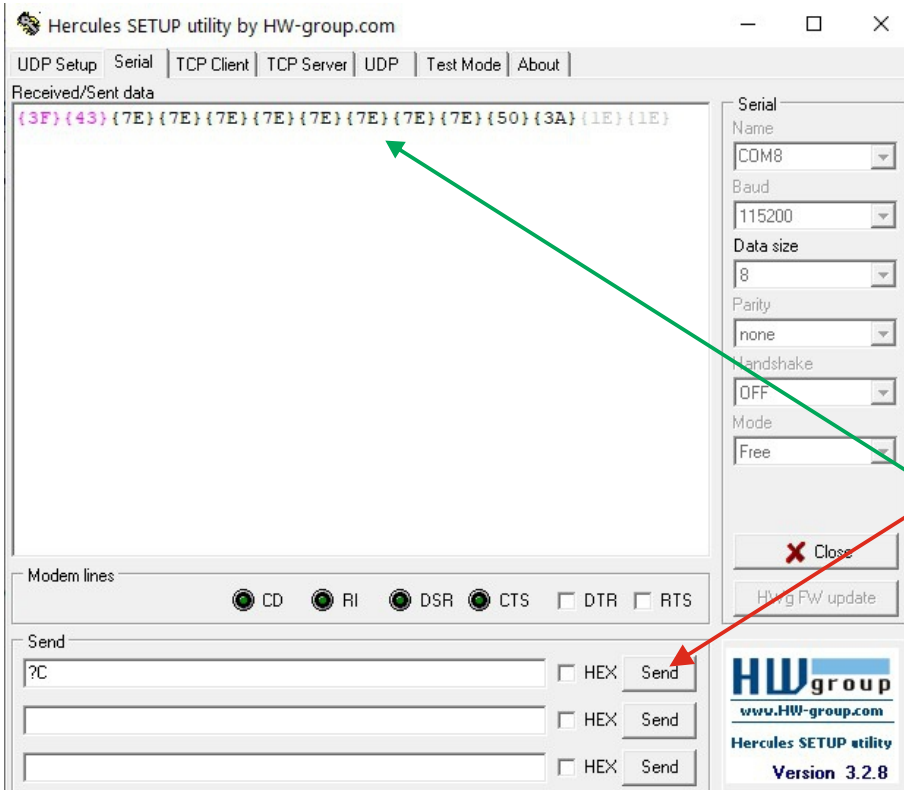 Hercules SETUP utility by HW-group.com
UDP Setup Serial TCP Client TCP Server UDP Test Mode About
Received/Sent data
{3F}{43}{7E}{7E}{7E}{7E}{7E}{7E}{7E}{7E}{50}{3A}{1E}{1E}
Serial
Name
COM8
Baud
115200
Data size
8
Parity
none
Handshake
OFF
Mode
Free
Close
HWg FW update
Modem lines
CD RI DSR CTS DTR RTS
Send
?C HEX Send
HEX Send
HEX Send
HW group
www.HW-group.com
Hercules SETUP utility
Version 3.2.8